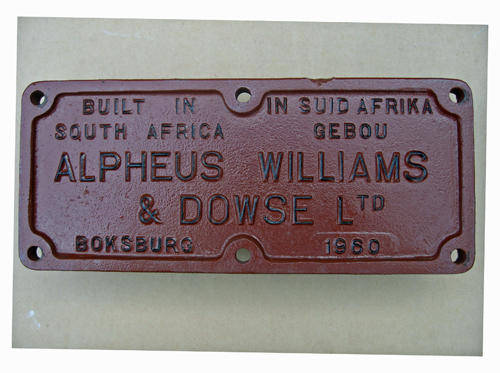 BUILT IN IN SUID AFRIKA
SOUTH AFRICA GEBOU
ALPHEUS WILLIAMS
& DOWSE LTD
BOKSBURG 1960